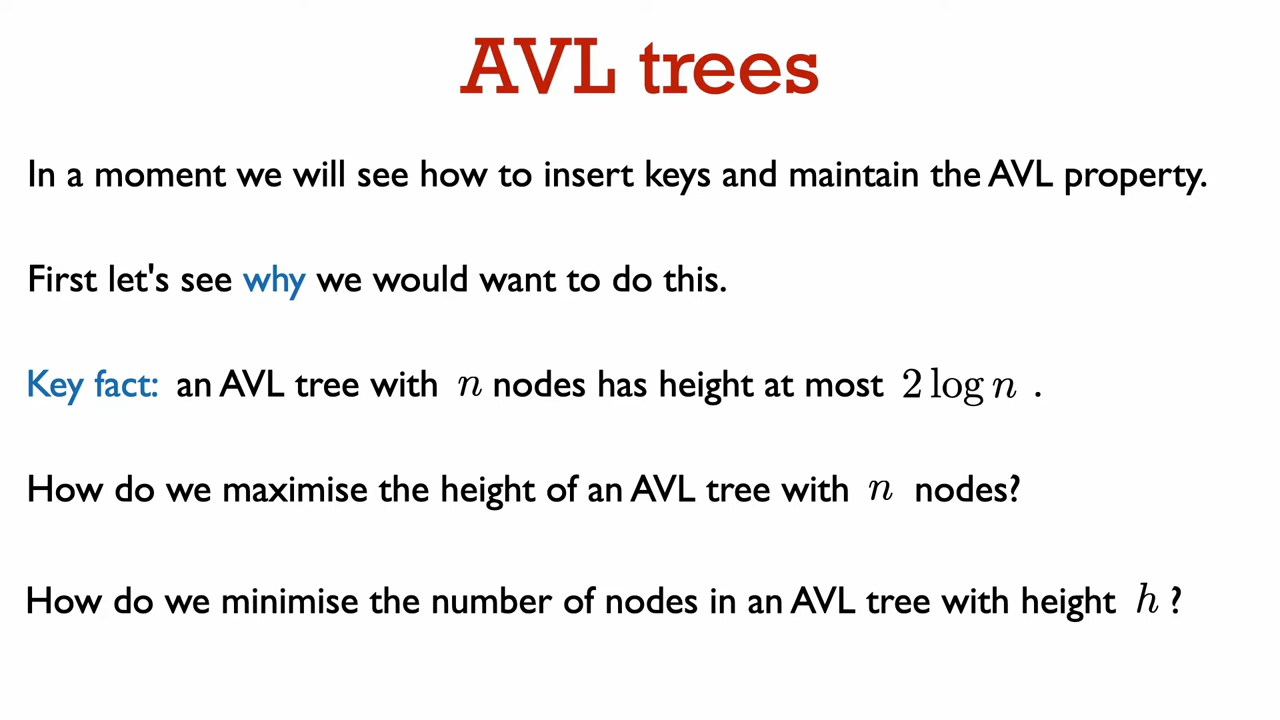 AVL trees
In a moment we will see how to insert keys and maintain the AVL property.
First let's see why we would want to do this.
Key fact: an AVL tree with n nodes has height at most 2 log n .
How do we maximise the height of an AVL tree with n nodes?
How do we minimise the number of nodes in an AVL tree with height h ?